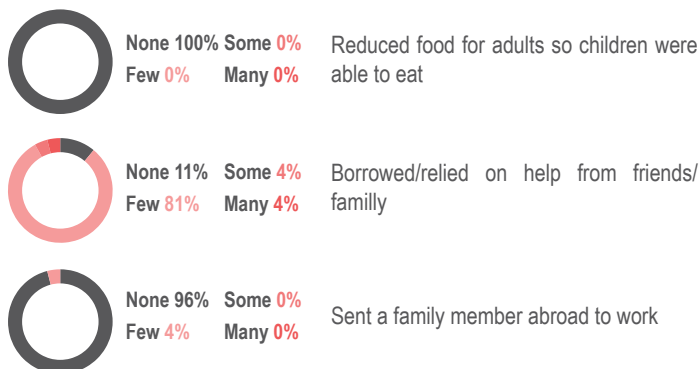 None 100% Some 0%
Few 0% Many 0%
Reduced food for adults so children were
able to eat
None 11% Some 4%
Few 81% Many 4%
Borrowed/relied on help from friends/
familly
None 96% Some 0%
Few 4% Many 0%
Sent a family member abroad to work